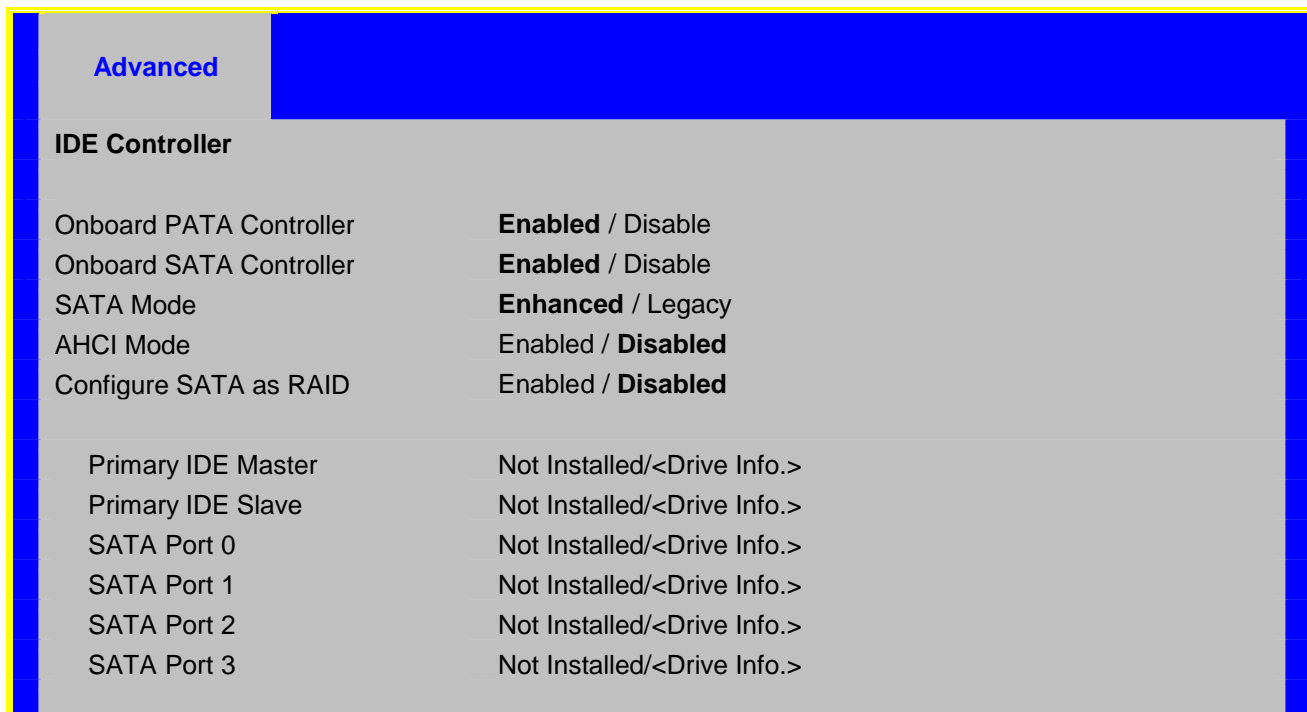 Advanced
IDE Controller
Onboard PATA Controller Enabled / Disable
Onboard SATA Controller Enabled / Disable
SATA Mode Enhanced / Legacy
AHCI Mode Enabled / Disabled
Configure SATA as RAID Enabled / Disabled
Primary IDE Master Not Installed/<Drive Info.>
Primary IDE Slave Not Installed/<Drive Info.>
SATA Port 0 Not Installed/<Drive Info.>
SATA Port 1 Not Installed/<Drive Info.>
SATA Port 2 Not Installed/<Drive Info.>
SATA Port 3 Not Installed/<Drive Info.>